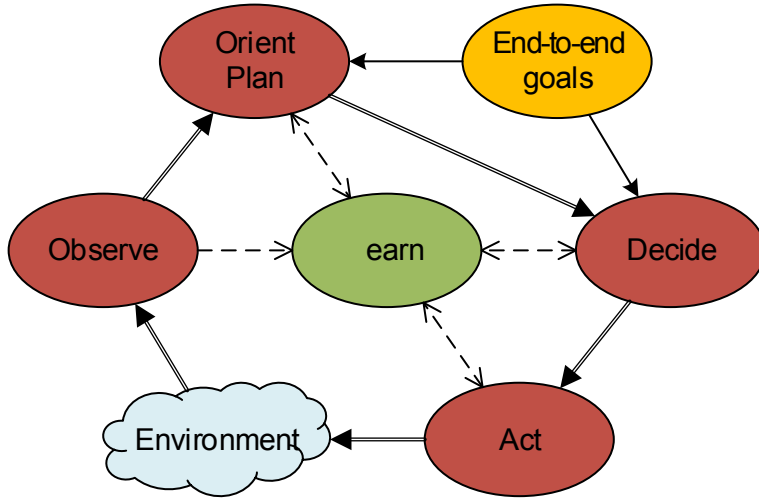 Orient
Plan
End-to-end
goals
Observe
earn
Decide
Environment
Act